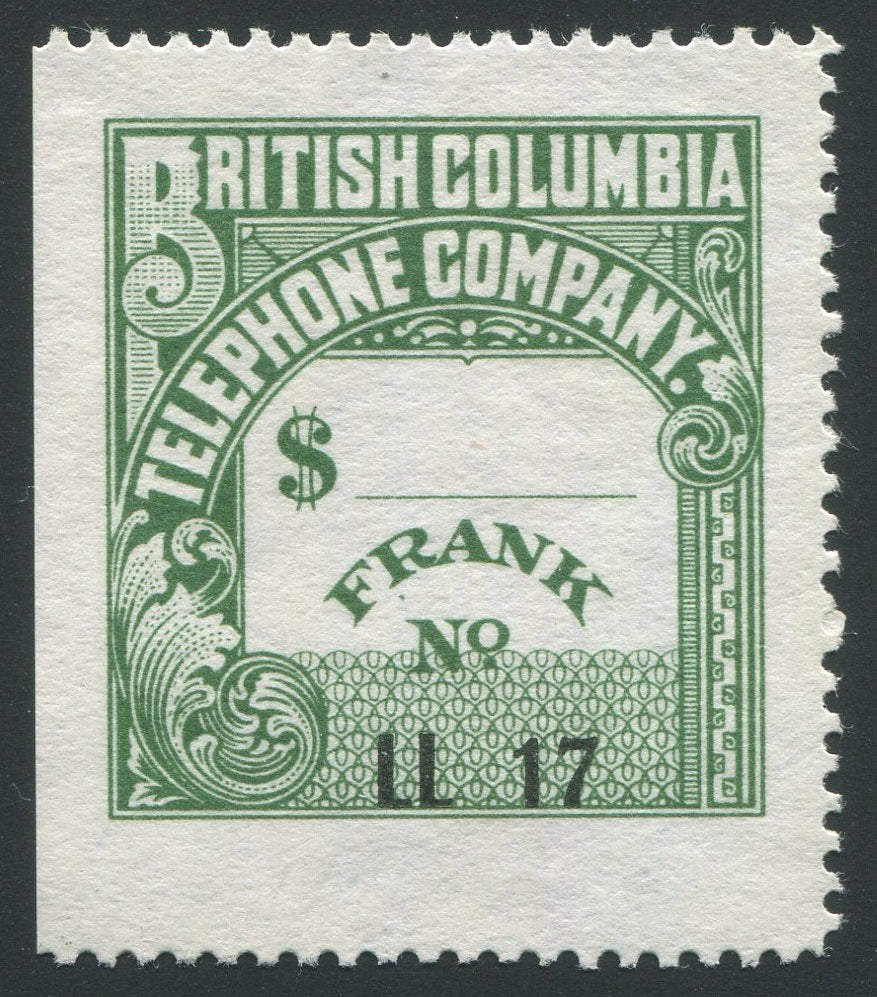 BRITISH COLUMBIA
TELEPHONE COMPANY.
$
FRANK
No
LL 17